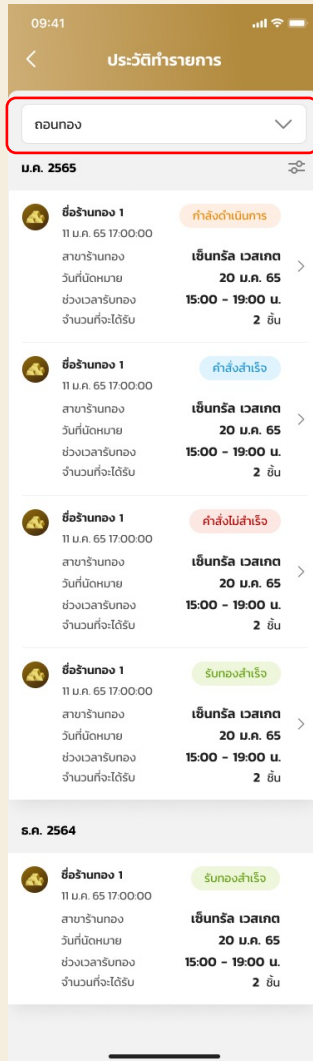 09:41
ประวัติทำรายการ
ถอนทอง
ม.ค. 2565
ชื่อร้านทอง 1 กำลังดำเนินการ
11 ม.ค. 65 17:00:00
สาขาร้านทอง เซ็นทรัล เวสเกต
วันที่นัดหมาย 20 ม.ค. 65
ช่วงเวลารับทอง 15:00 - 19:00 น.
จำนวนที่จะได้รับ 2 ชิ้น
ชื่อร้านทอง 1 คำสั่งสำเร็จ
11 ม.ค. 65 17:00:00
สาขาร้านทอง เซ็นทรัล เวสเกต
วันที่นัดหมาย 20 ม.ค. 65
ช่วงเวลารับทอง 15:00 - 19:00 น.
จำนวนที่จะได้รับ 2 ชิ้น
ชื่อร้านทอง 1 คำสั่งไม่สำเร็จ
11 ม.ค. 65 17:00:00
สาขาร้านทอง เซ็นทรัล เวสเกต
วันที่นัดหมาย 20 ม.ค. 65
ช่วงเวลารับทอง 15:00 - 19:00 น.
จำนวนที่จะได้รับ 2 ชิ้น
ชื่อร้านทอง 1 รับทองสำเร็จ
11 ม.ค. 65 17:00:00
สาขาร้านทอง เซ็นทรัล เวสเกต
วันที่นัดหมาย 20 ม.ค. 65
ช่วงเวลารับทอง 15:00 - 19:00 น.
จำนวนที่จะได้รับ 2 ชิ้น
ธ.ค. 2564
ชื่อร้านทอง 1 รับทองสำเร็จ
11 ม.ค. 65 17:00:00
สาขาร้านทอง เซ็นทรัล เวสเกต
วันที่นัดหมาย 20 ม.ค. 65
ช่วงเวลารับทอง 15:00 - 19:00 น.
จำนวนที่จะได้รับ 2 ชิ้น